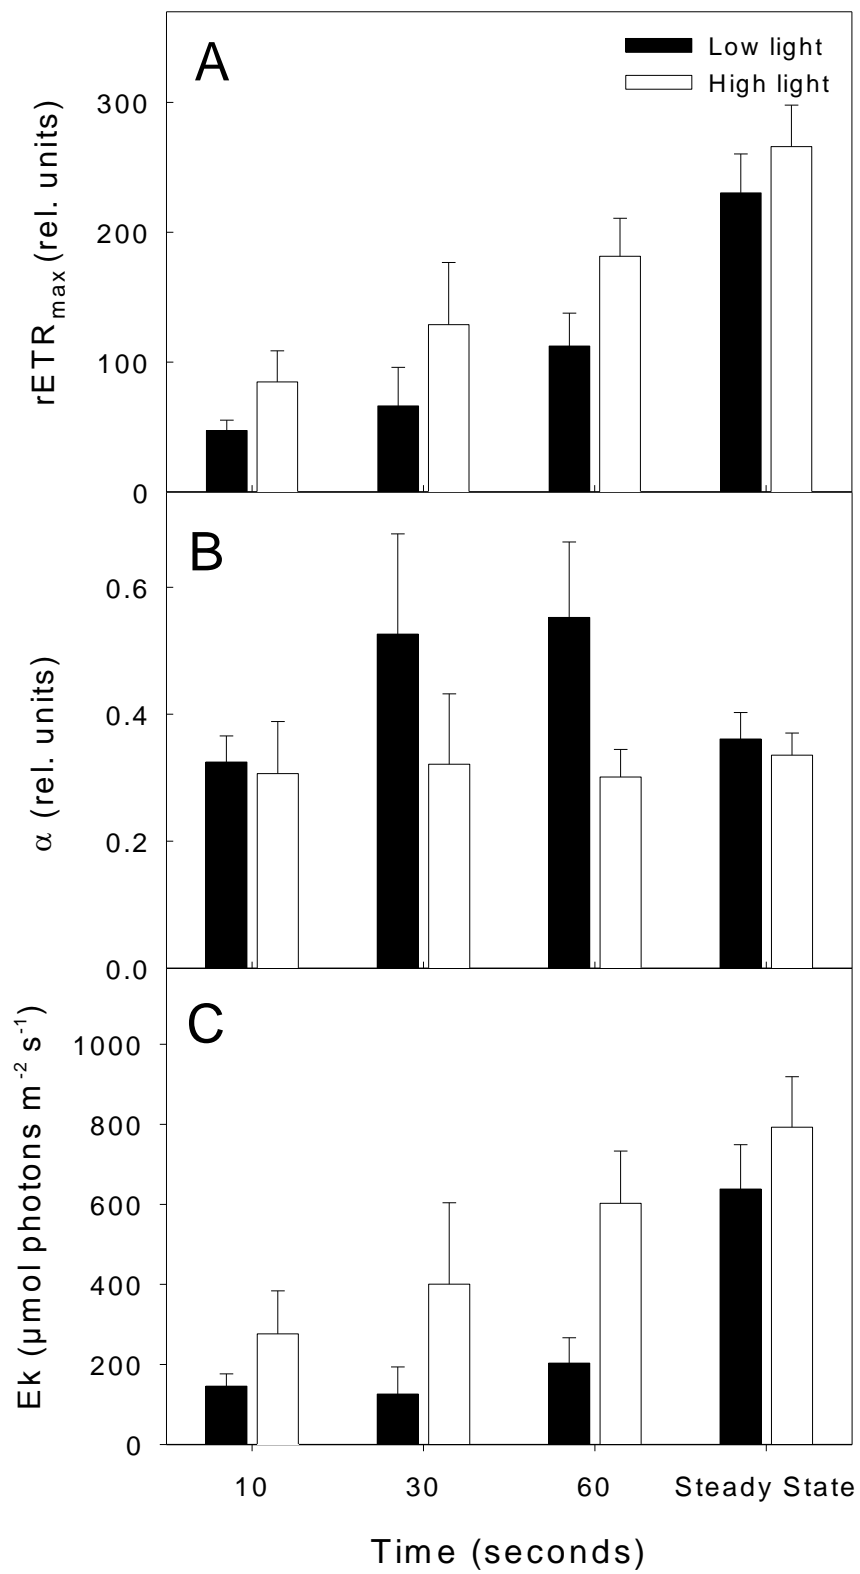 A
Low light
High light
rETRmax (rel. units)
300
200
100
0
B
α (rel. units)
0.6
0.4
0.2
0.0
C
Ek (µmol photons m-2 s-1)
1000
800
600
400
200
0
10 30 60 Steady State
Time (seconds)